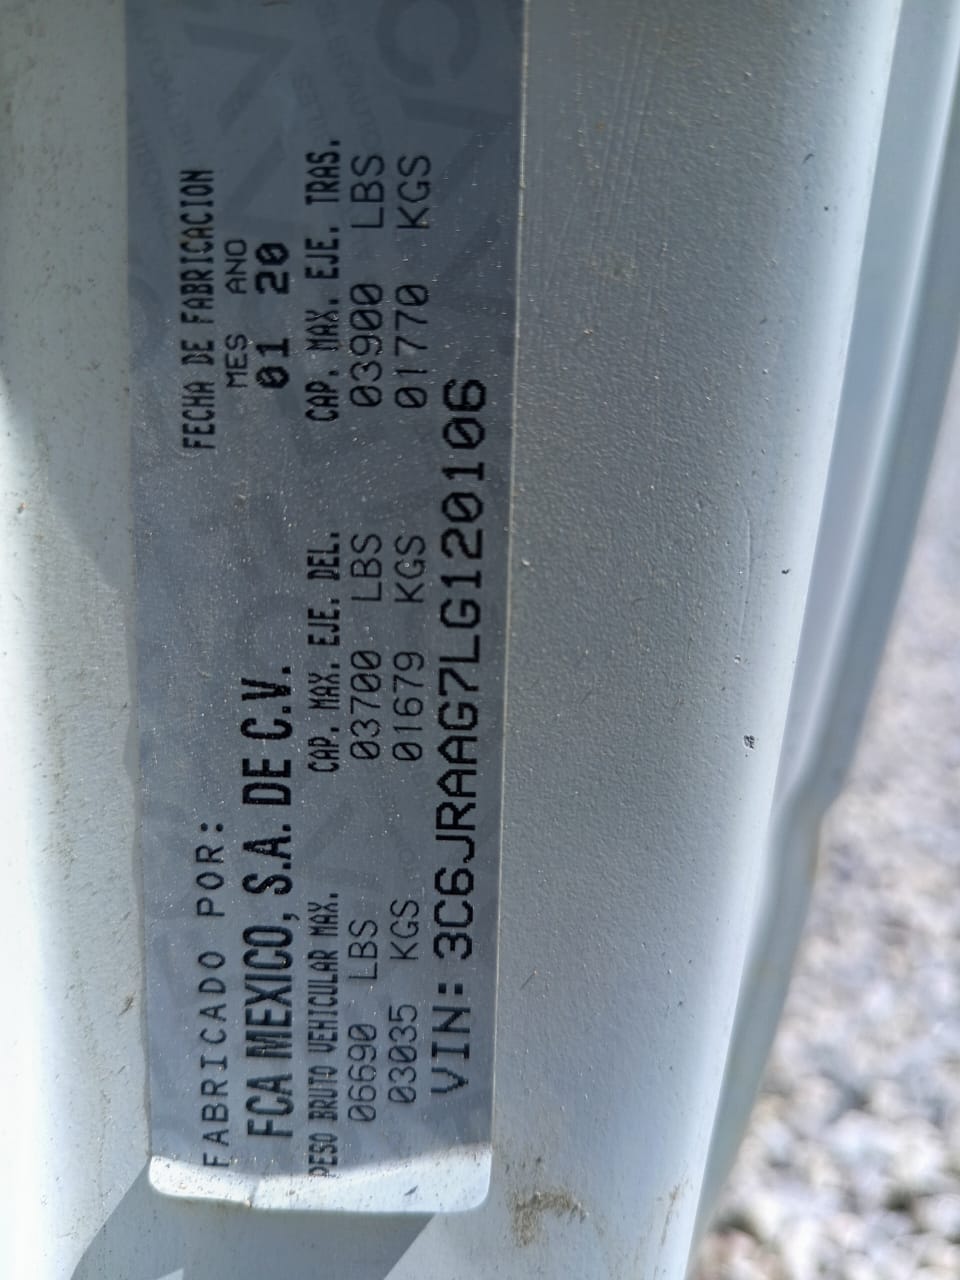 FABRICADO POR:
FECHA DE FABRICACION
FCA MEXICO, S.A. DE C.V.
MES ANO
01 20
PESO BRUTO VEHICULAR MAX.
CAP. MAX. EJE. DEL.
CAP. MAX. EJE. TRAS.
06690 LBS
03700 LBS
03900 LBS
03035 KGS
01679 KGS
01770 KGS
VIN: 3C6JRAAG7LG120106